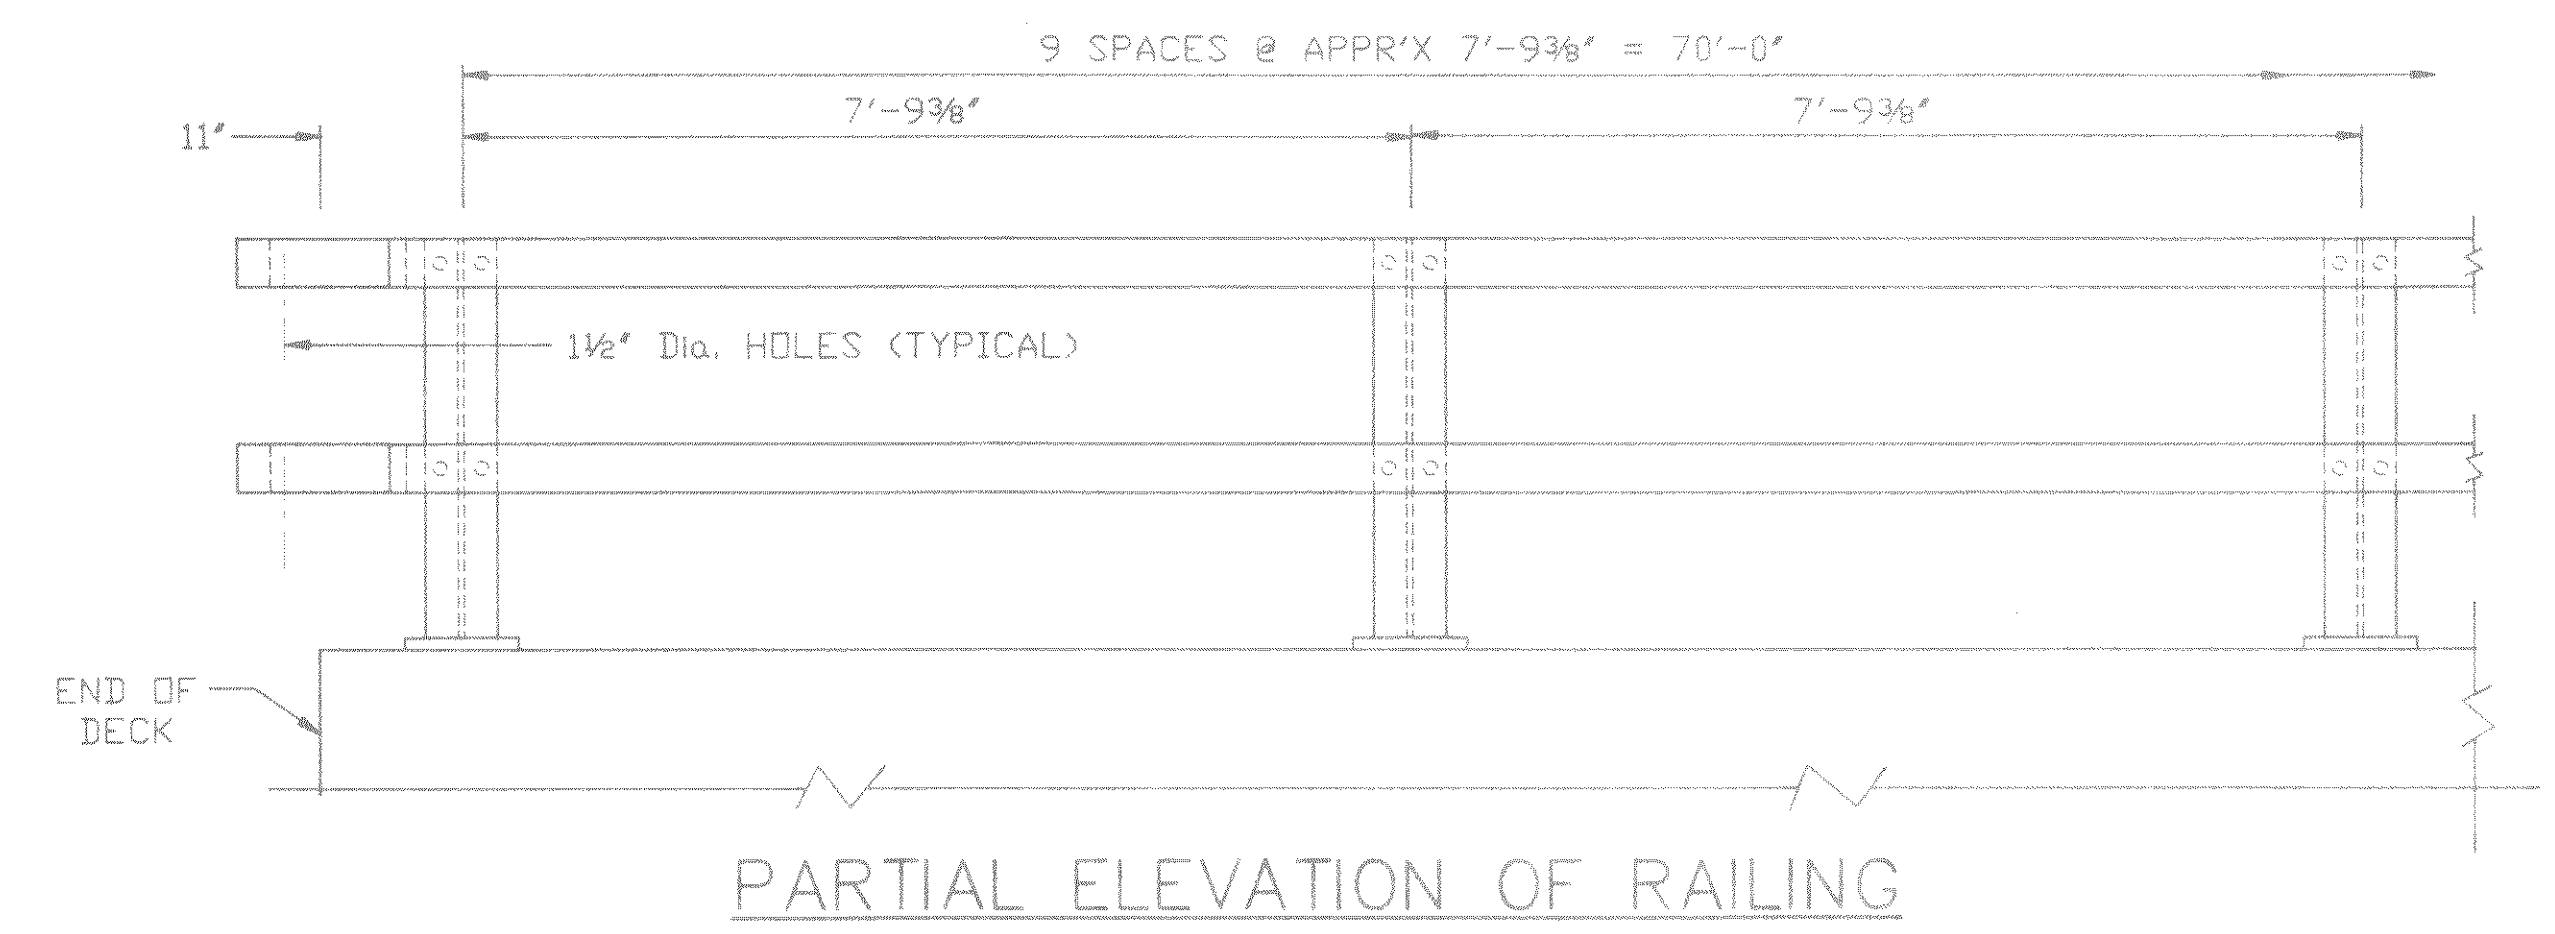 9 SPACES @ APPR'X 7'-9⅜" = 70'-0"
7'-9⅜"
7'-9⅜"
11"
1½" Dia. HOLES (TYPICAL)
END OF
DECK
PARTIAL ELEVATION OF RAILING